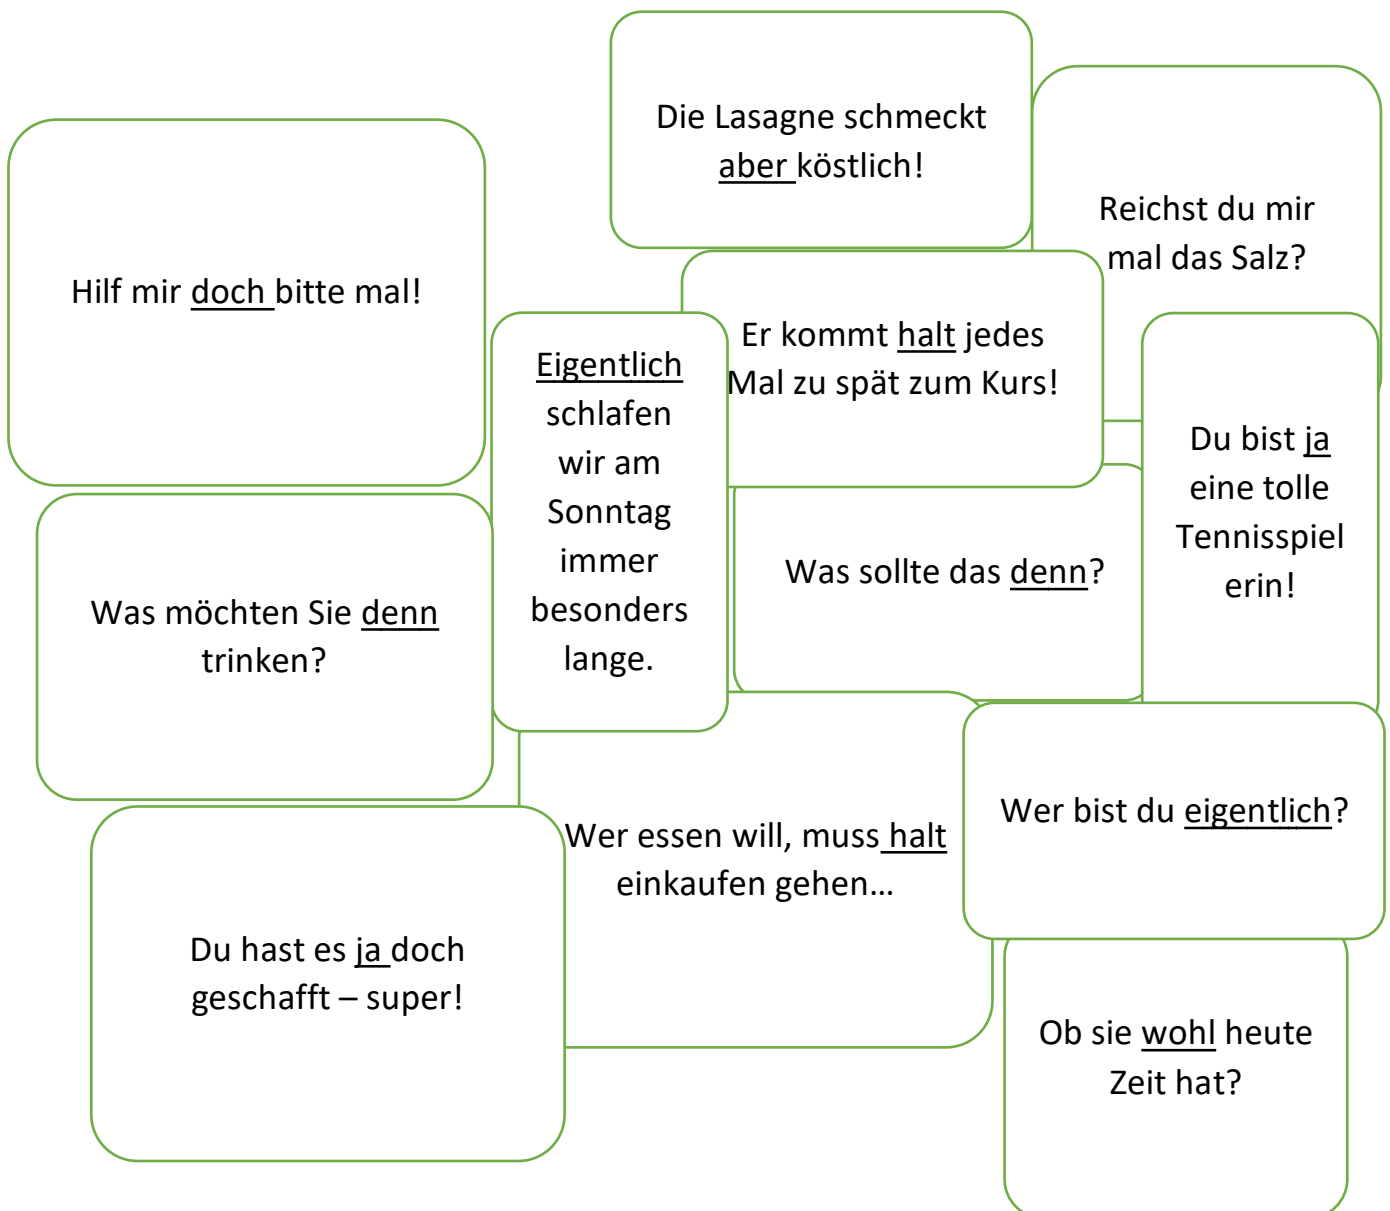 Die Lasagne schmeckt
aber köstlich!
Reichst du mir
mal das Salz?
Hilf mir doch bitte mal!
Er kommt halt jedes
Mal zu spät zum Kurs!
Eigentlich
schlafen
wir am
Sonntag
immer
besonders
lange.
Du bist ja
eine tolle
Tennisspiel
erin!
Was sollte das denn?
Was möchten Sie denn
trinken?
Wer bist du eigentlich?
Wer essen will, muss halt
einkaufen gehen…
Du hast es ja doch
geschafft – super!
Ob sie wohl heute
Zeit hat?